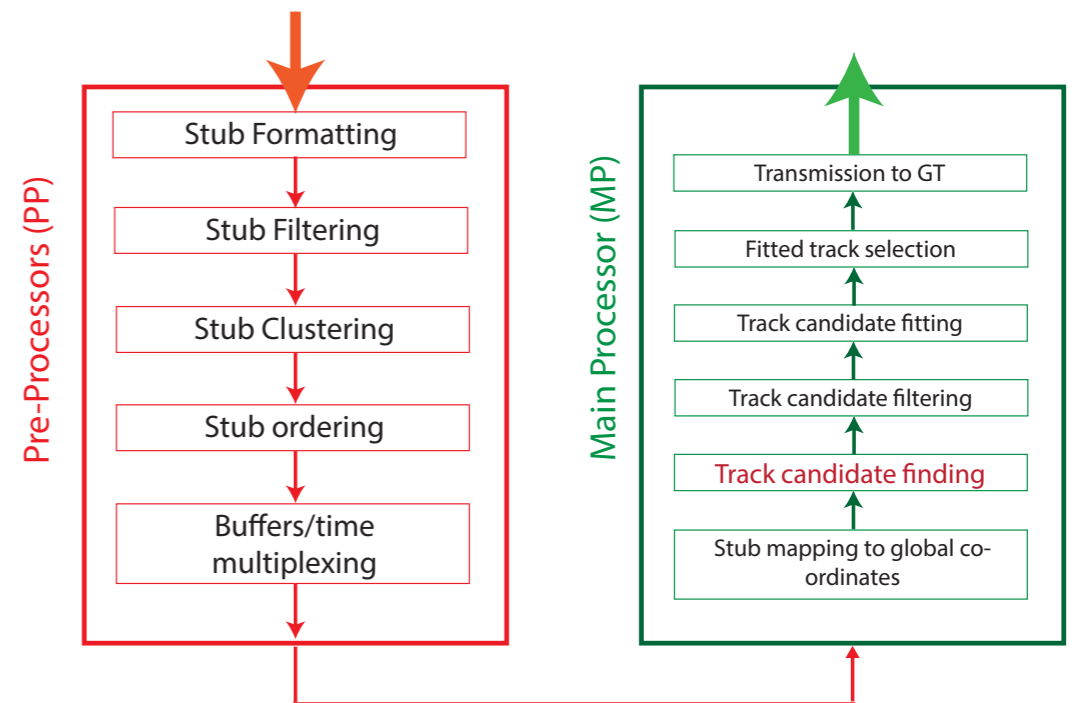 Pre-Processors (PP)
Stub Formatting
Stub Filtering
Stub Clustering
Stub ordering
Buffers/time
multiplexing
Main Processor (MP)
Transmission to GT
Fitted track selection
Track candidate fitting
Track candidate filtering
Track candidate finding
Stub mapping to global co-
ordinates